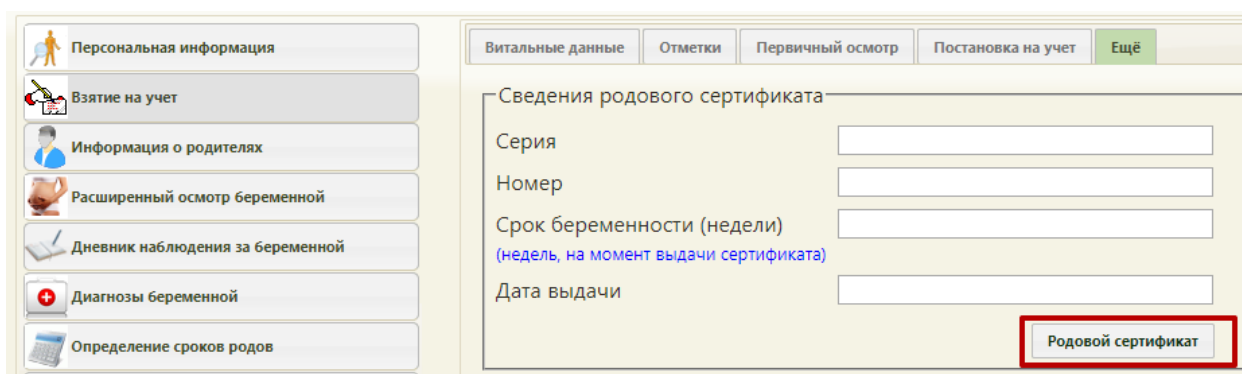 Персональная информация
Взятие на учет
Информация о родителях
Расширенный осмотр беременной
Дневник наблюдения за беременной
Диагнозы беременной
Определение сроков родов
Витальные данные
Отметки
Первичный осмотр
Постановка на учет
Ещё
Сведения родового сертификата
Серия
Номер
Срок беременности (недели)
(недель, на момент выдачи сертификата)
Дата выдачи
Родовой сертификат